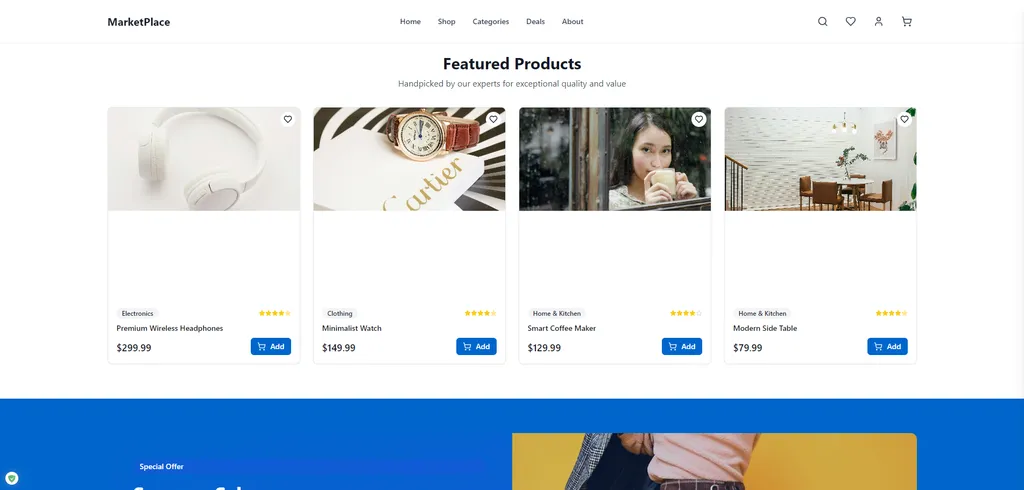 MarketPlace
Home Shop Categories Deals About
Featured Products
Handpicked by our experts for exceptional quality and value
Cartier
Electronics
Premium Wireless Headphones
$299.99
Add
Clothing
Minimalist Watch
$149.99
Add
Home & Kitchen
Smart Coffee Maker
$129.99
Add
Home & Kitchen
Modern Side Table
$79.99
Add
Special Offer